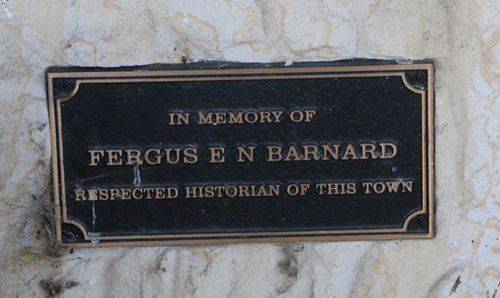 IN MEMORY OF
FERGUS E N BARNARD
RESPECTED HISTORIAN OF THIS TOWN